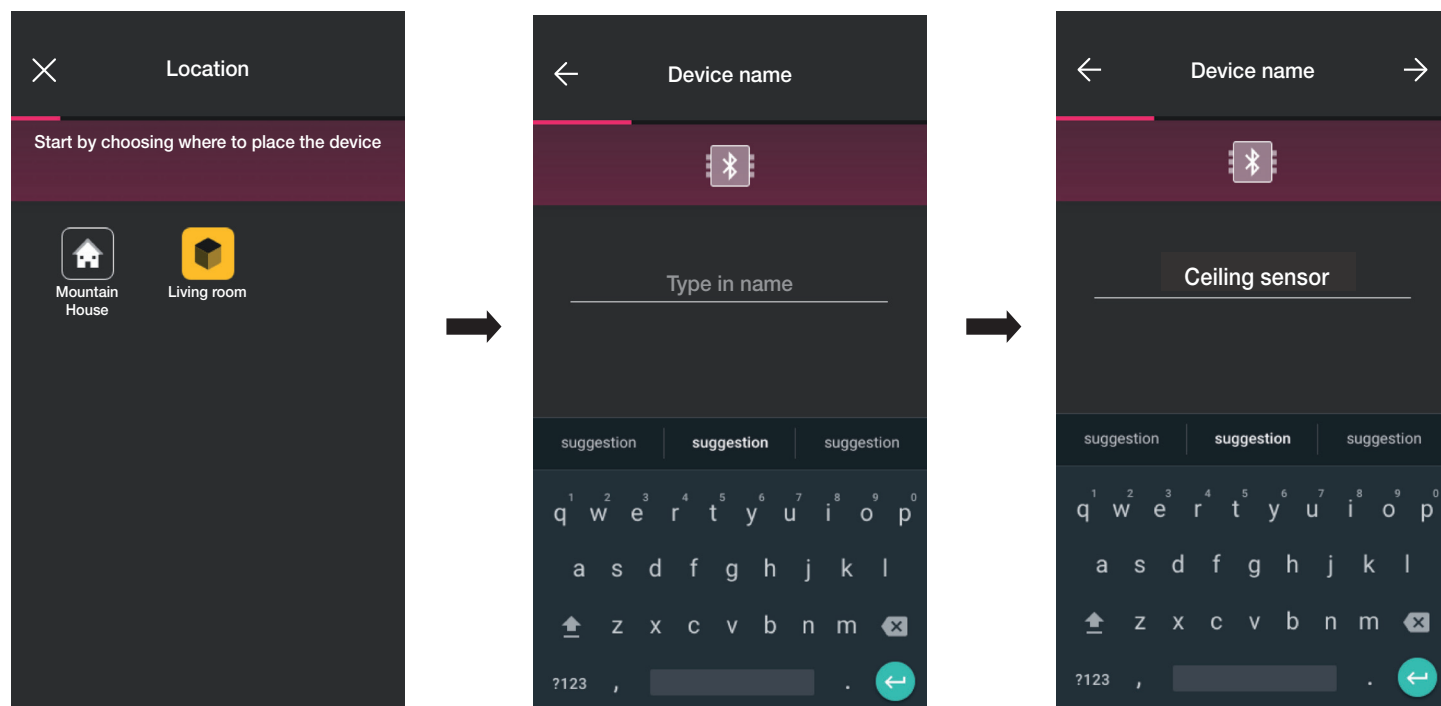 Location
Start by choosing where to place the device
Mountain
House
Living room
Device name
Type in name
suggestion suggestion suggestion
1 2 3 4 5 6 7 8 9 0
q w e r t y u i o p
a s d f g h j k l
z x c v b n m
?123 , .
Device name
Ceiling sensor
suggestion suggestion suggestion
1 2 3 4 5 6 7 8 9 0
q w e r t y u i o p
a s d f g h j k l
z x c v b n m
?123 , .